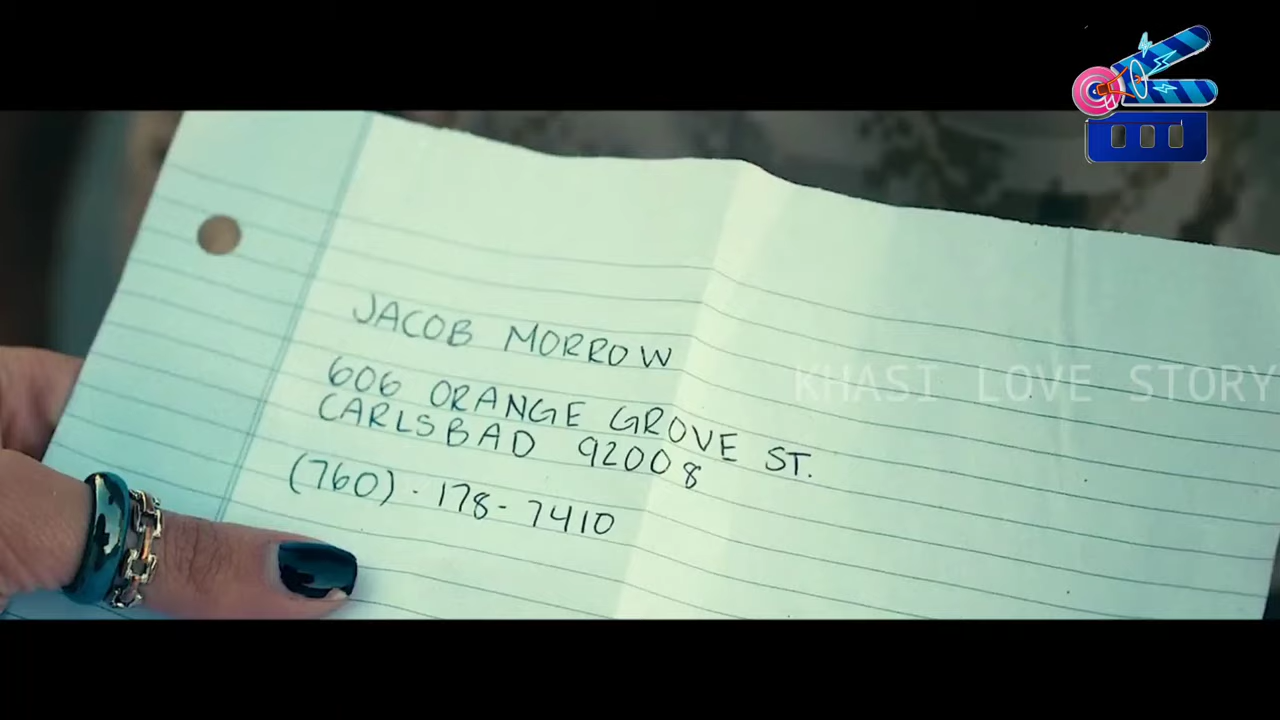 JACOB MORROW
606 ORANGE GROVE ST.
CARLSBAD 92008
(760) · 178 - 7410
KHASI LOVE STORY